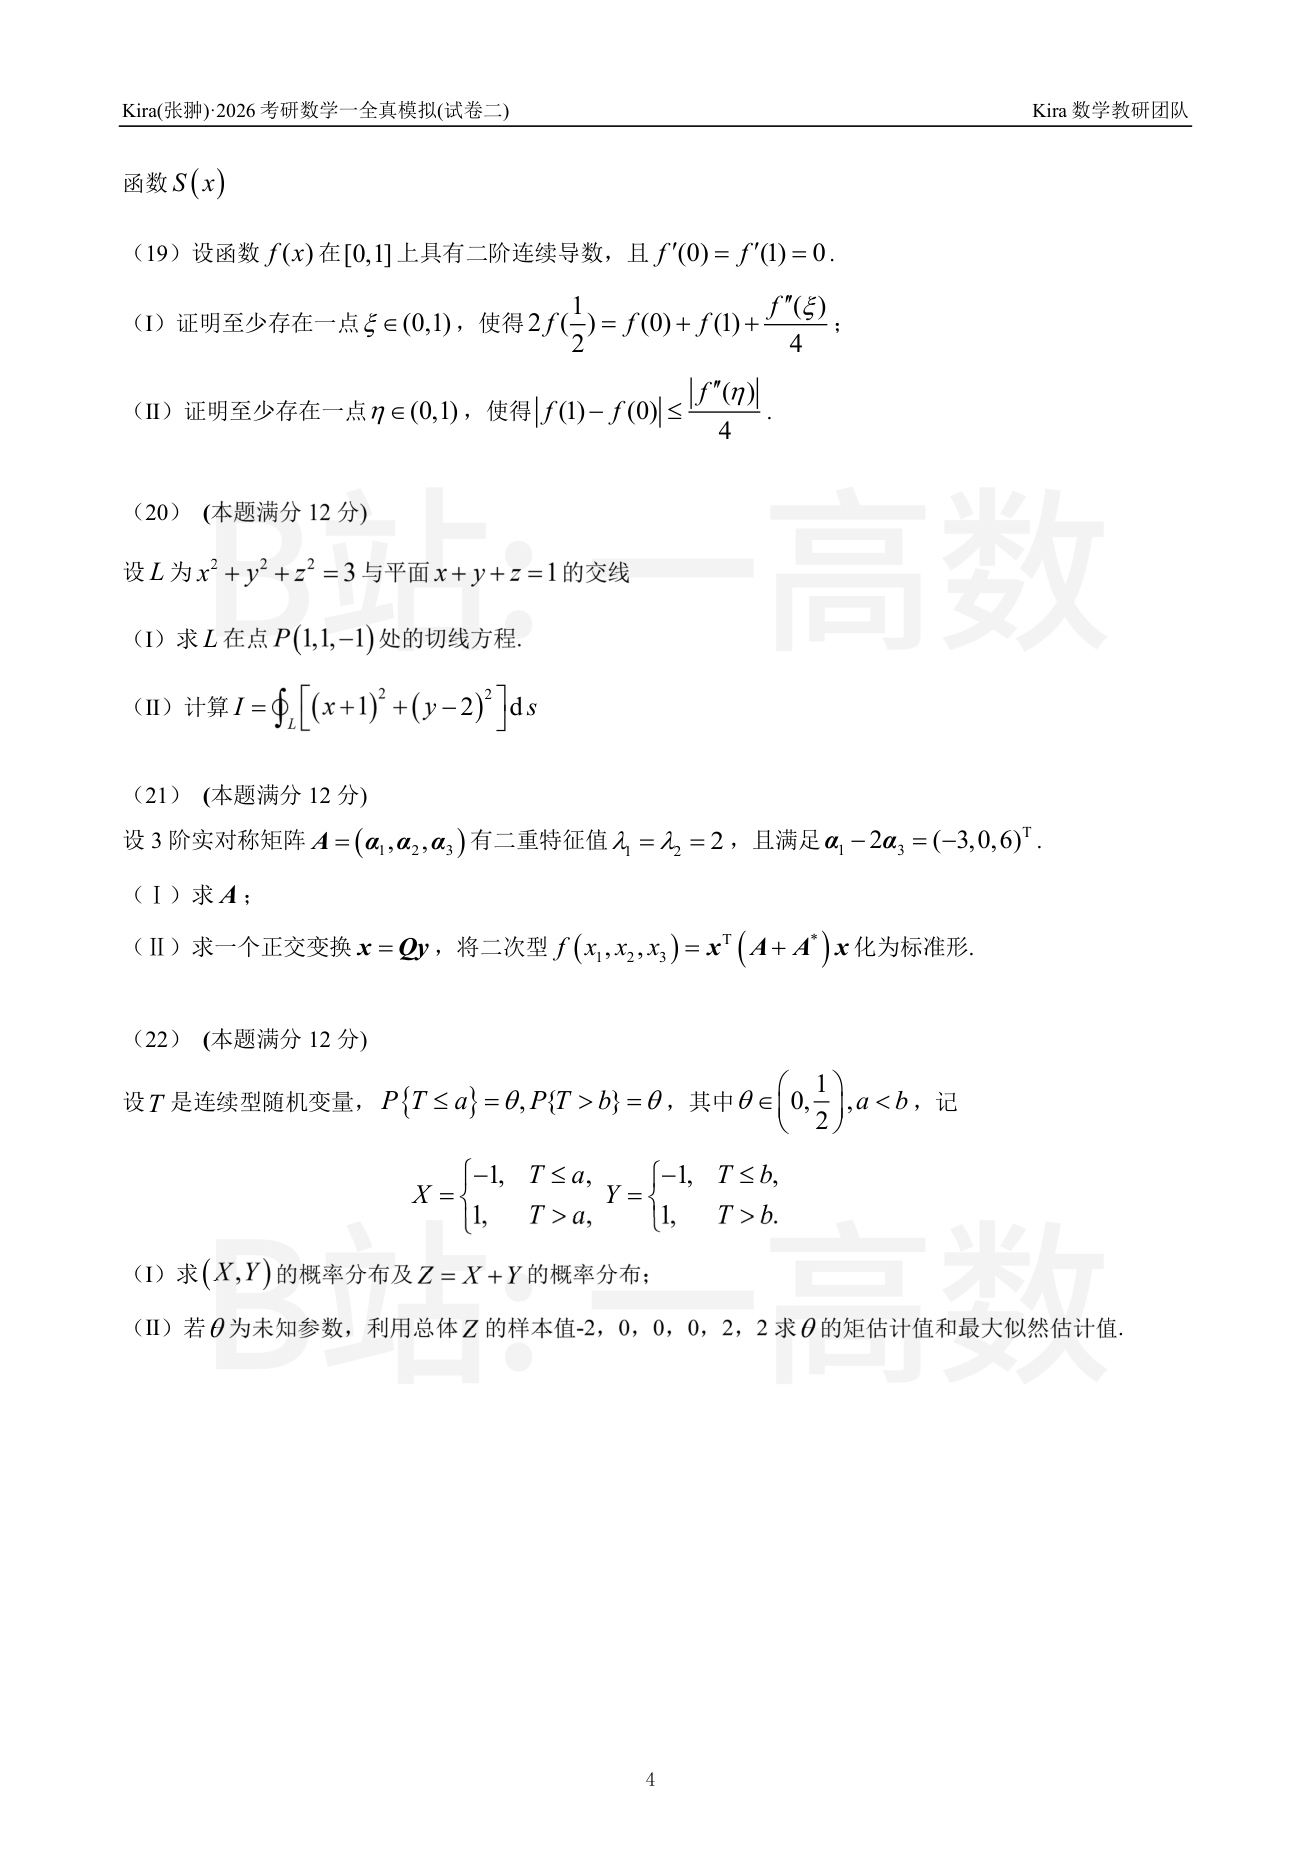 Kira(张翀)·2026 考研数学一全真模拟(试卷二) Kira 数学教研团队
函数 S(x)
（19）设函数 f(x) 在 [0,1] 上具有二阶连续导数，且 f′(0) = f′(1) = 0 .
（I）证明至少存在一点 ξ ∈ (0,1)，使得 2f(1/2) = f(0) + f(1) + f″(ξ)/4；
（II）证明至少存在一点 η ∈ (0,1)，使得 |f(1) − f(0)| ≤ |f″(η)|/4 .
（20） (本题满分 12 分)
设 L 为 x² + y² + z² = 3 与平面 x + y + z = 1 的交线
（I）求 L 在点 P(1,1,−1) 处的切线方程.
（II）计算 I = ∮_L [(x+1)² + (y−2)²] ds
（21） (本题满分 12 分)
设 3 阶实对称矩阵 A = (α₁, α₂, α₃) 有二重特征值 λ₁ = λ₂ = 2，且满足 α₁ − 2α₃ = (−3,0,6)ᵀ .
（Ⅰ）求 A；
（Ⅱ）求一个正交变换 x = Qy，将二次型 f(x₁, x₂, x₃) = xᵀ(A + A*)x 化为标准形.
（22） (本题满分 12 分)
设 T 是连续型随机变量，P{T ≤ a} = θ, P{T > b} = θ，其中 θ ∈ (0, 1/2), a < b，记
X = { −1, T ≤ a, Y = { −1, T ≤ b,
1, T > a, 1, T > b.
（I）求 (X,Y) 的概率分布及 Z = X + Y 的概率分布；
（II）若 θ 为未知参数，利用总体 Z 的样本值-2，0，0，0，2，2 求 θ 的矩估计值和最大似然估计值.
B站：一高数
B站：一高数
4